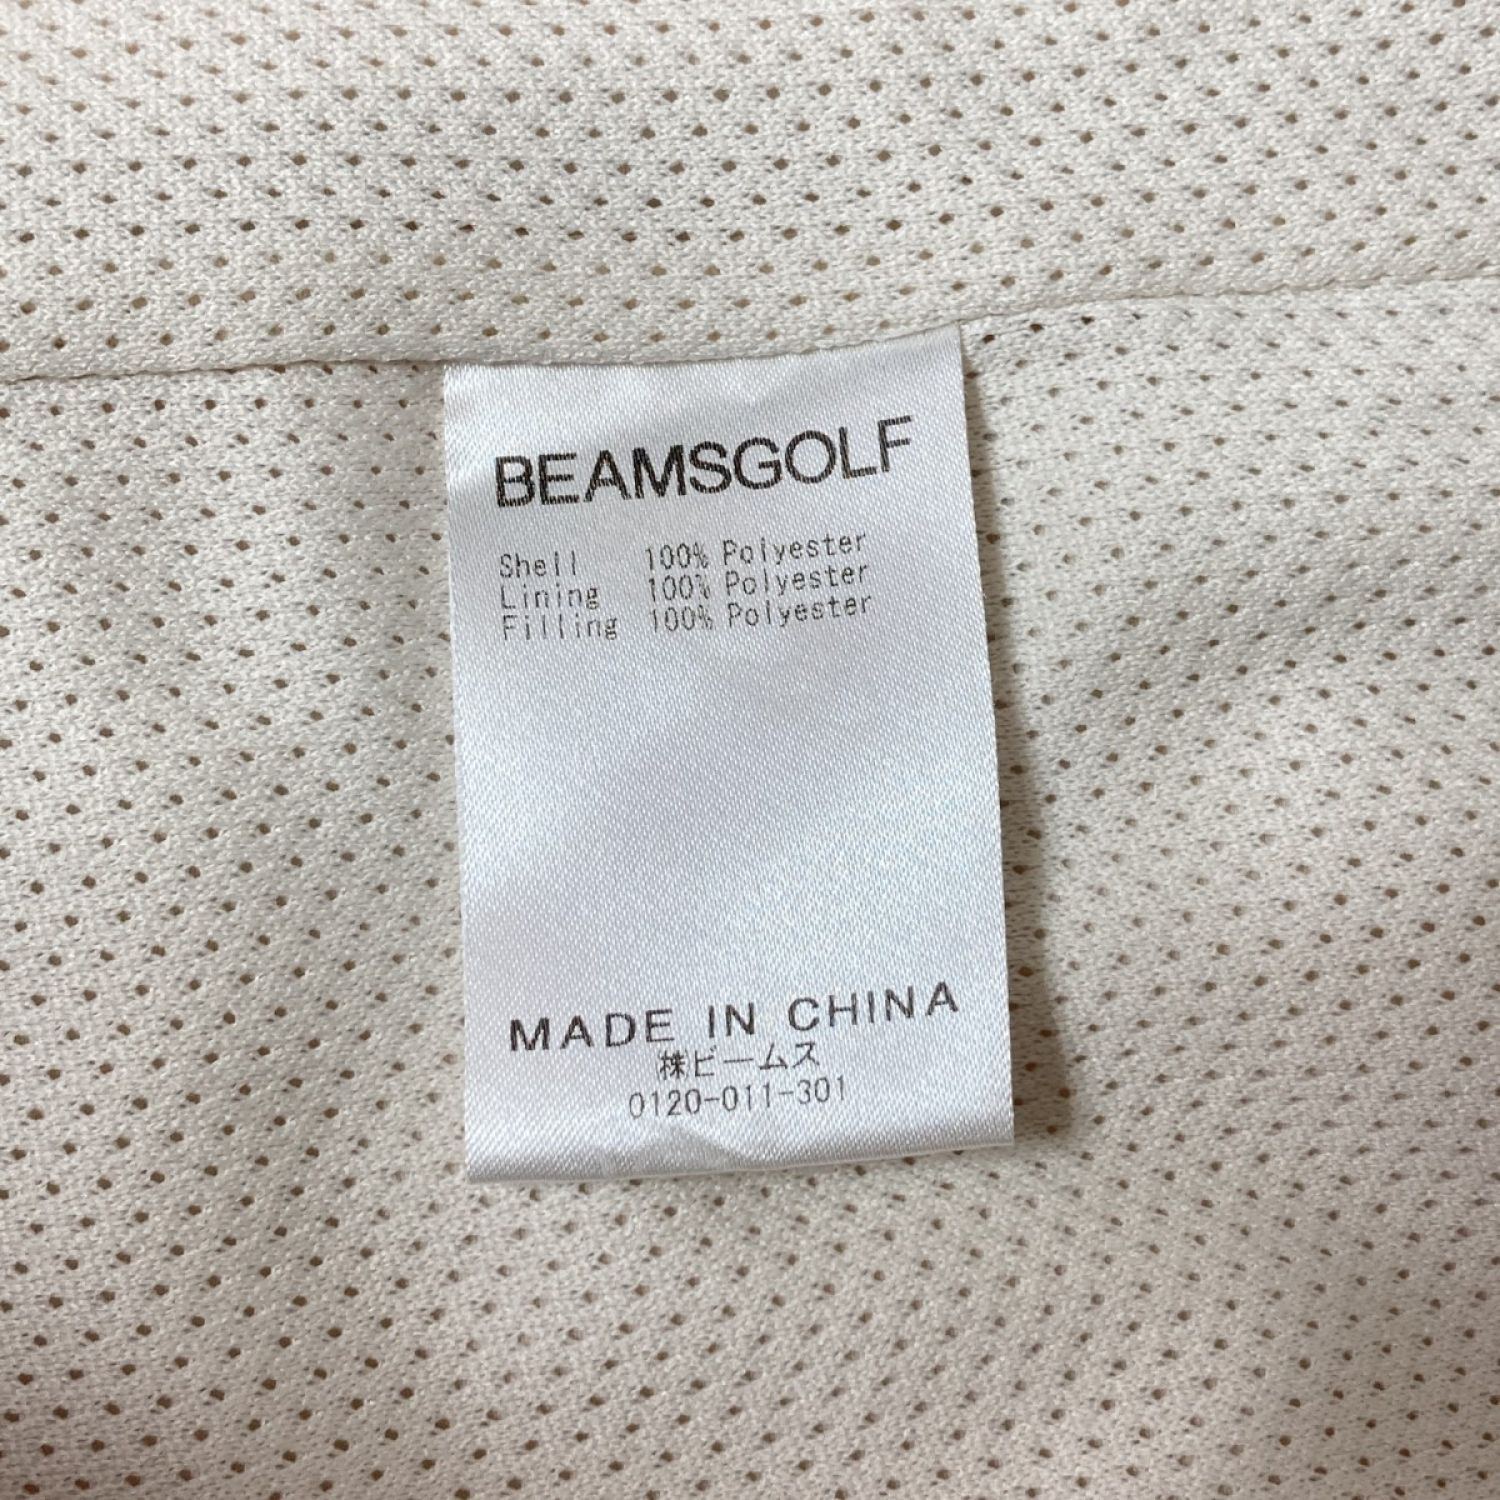 BEAMSGOLF
Shell 100% Polyester
Lining 100% Polyester
Filling 100% Polyester
MADE IN CHINA
㈱ビームス
0120-011-301